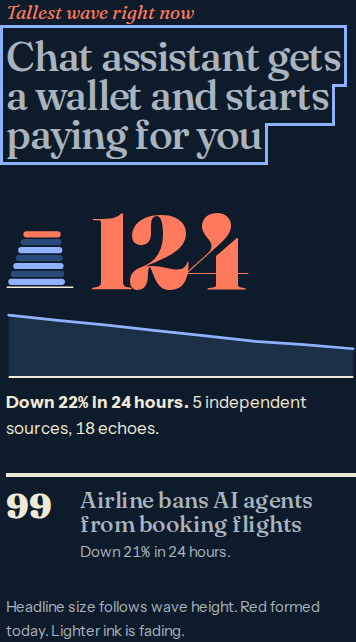 Tallest wave right now
Chat assistant gets
a wallet and starts
paying for you
124
Down 22% in 24 hours. 5 independent
sources, 18 echoes.
99
Airline bans AI agents
from booking flights
Down 21% in 24 hours.
Headline size follows wave height. Red formed
today. Lighter ink is fading.